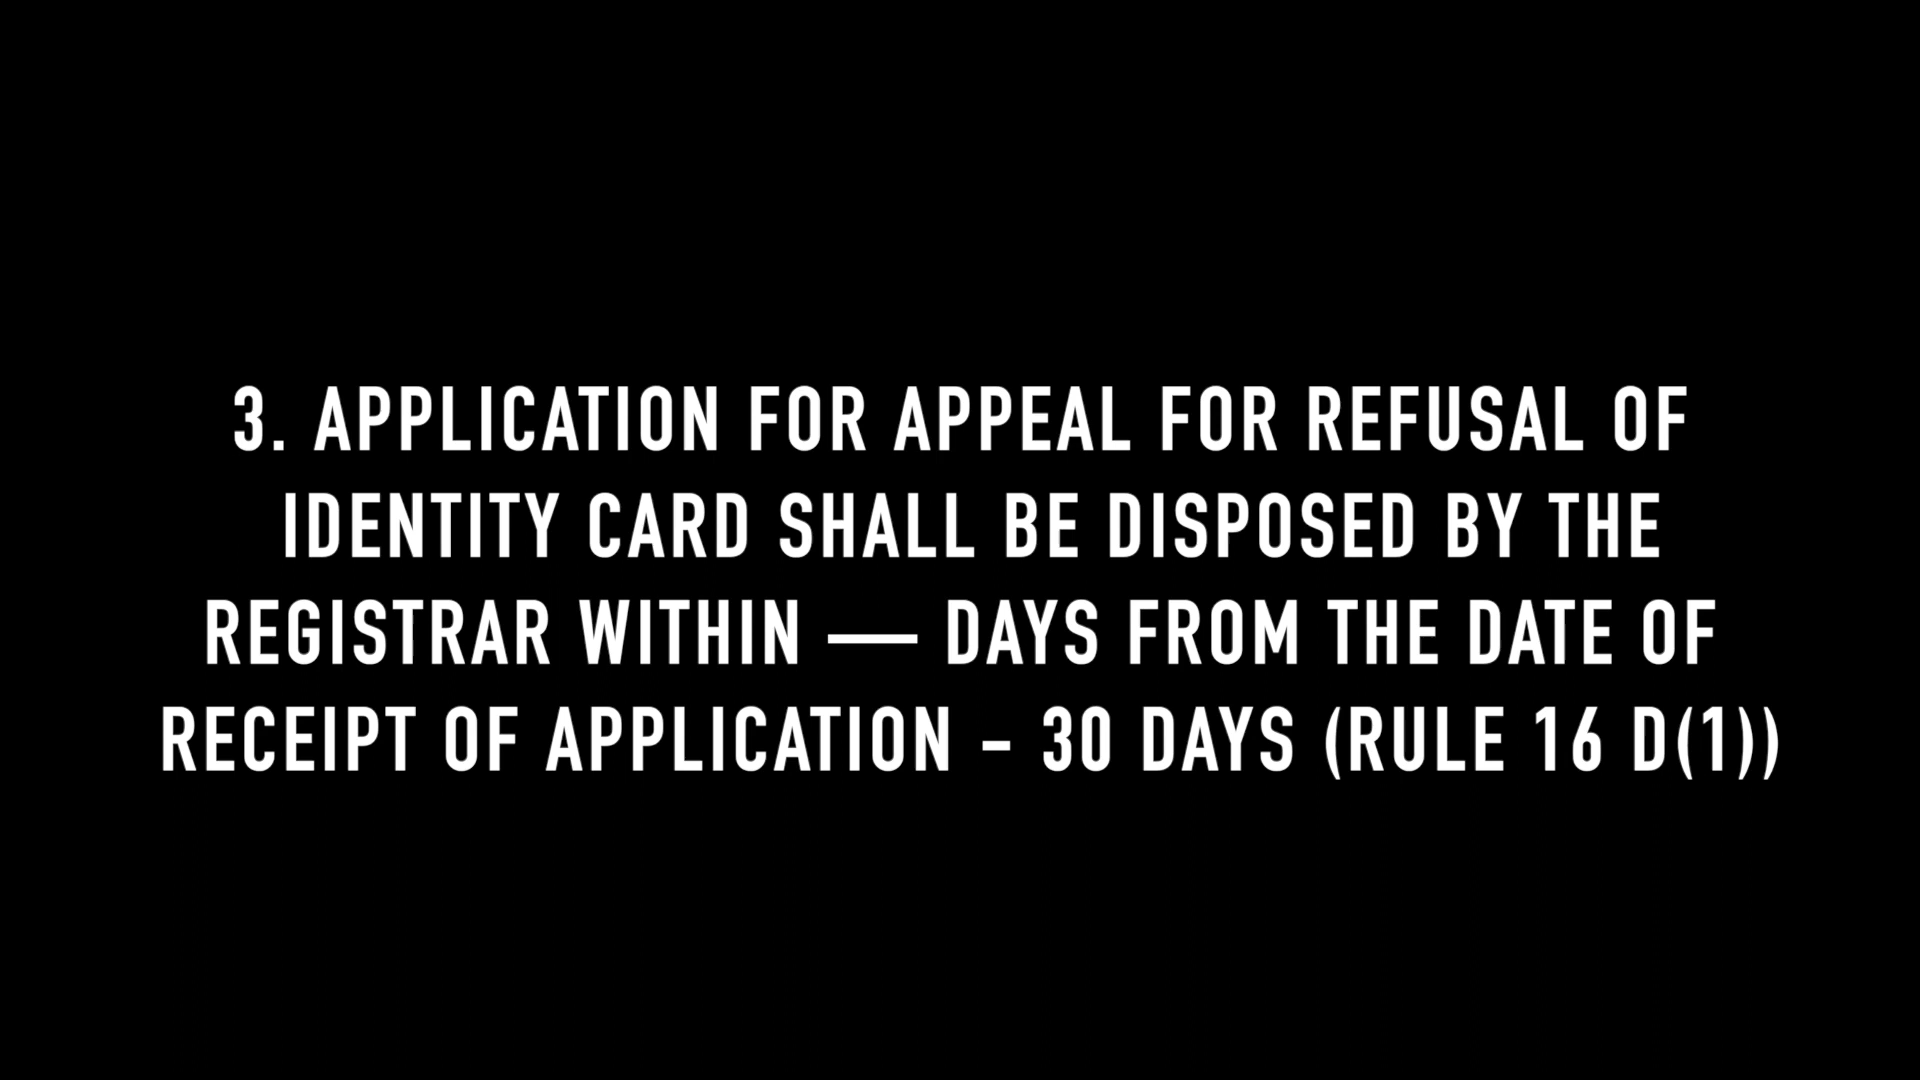 3. APPLICATION FOR APPEAL FOR REFUSAL OF
IDENTITY CARD SHALL BE DISPOSED BY THE
REGISTRAR WITHIN — DAYS FROM THE DATE OF
RECEIPT OF APPLICATION - 30 DAYS (RULE 16 D(1))